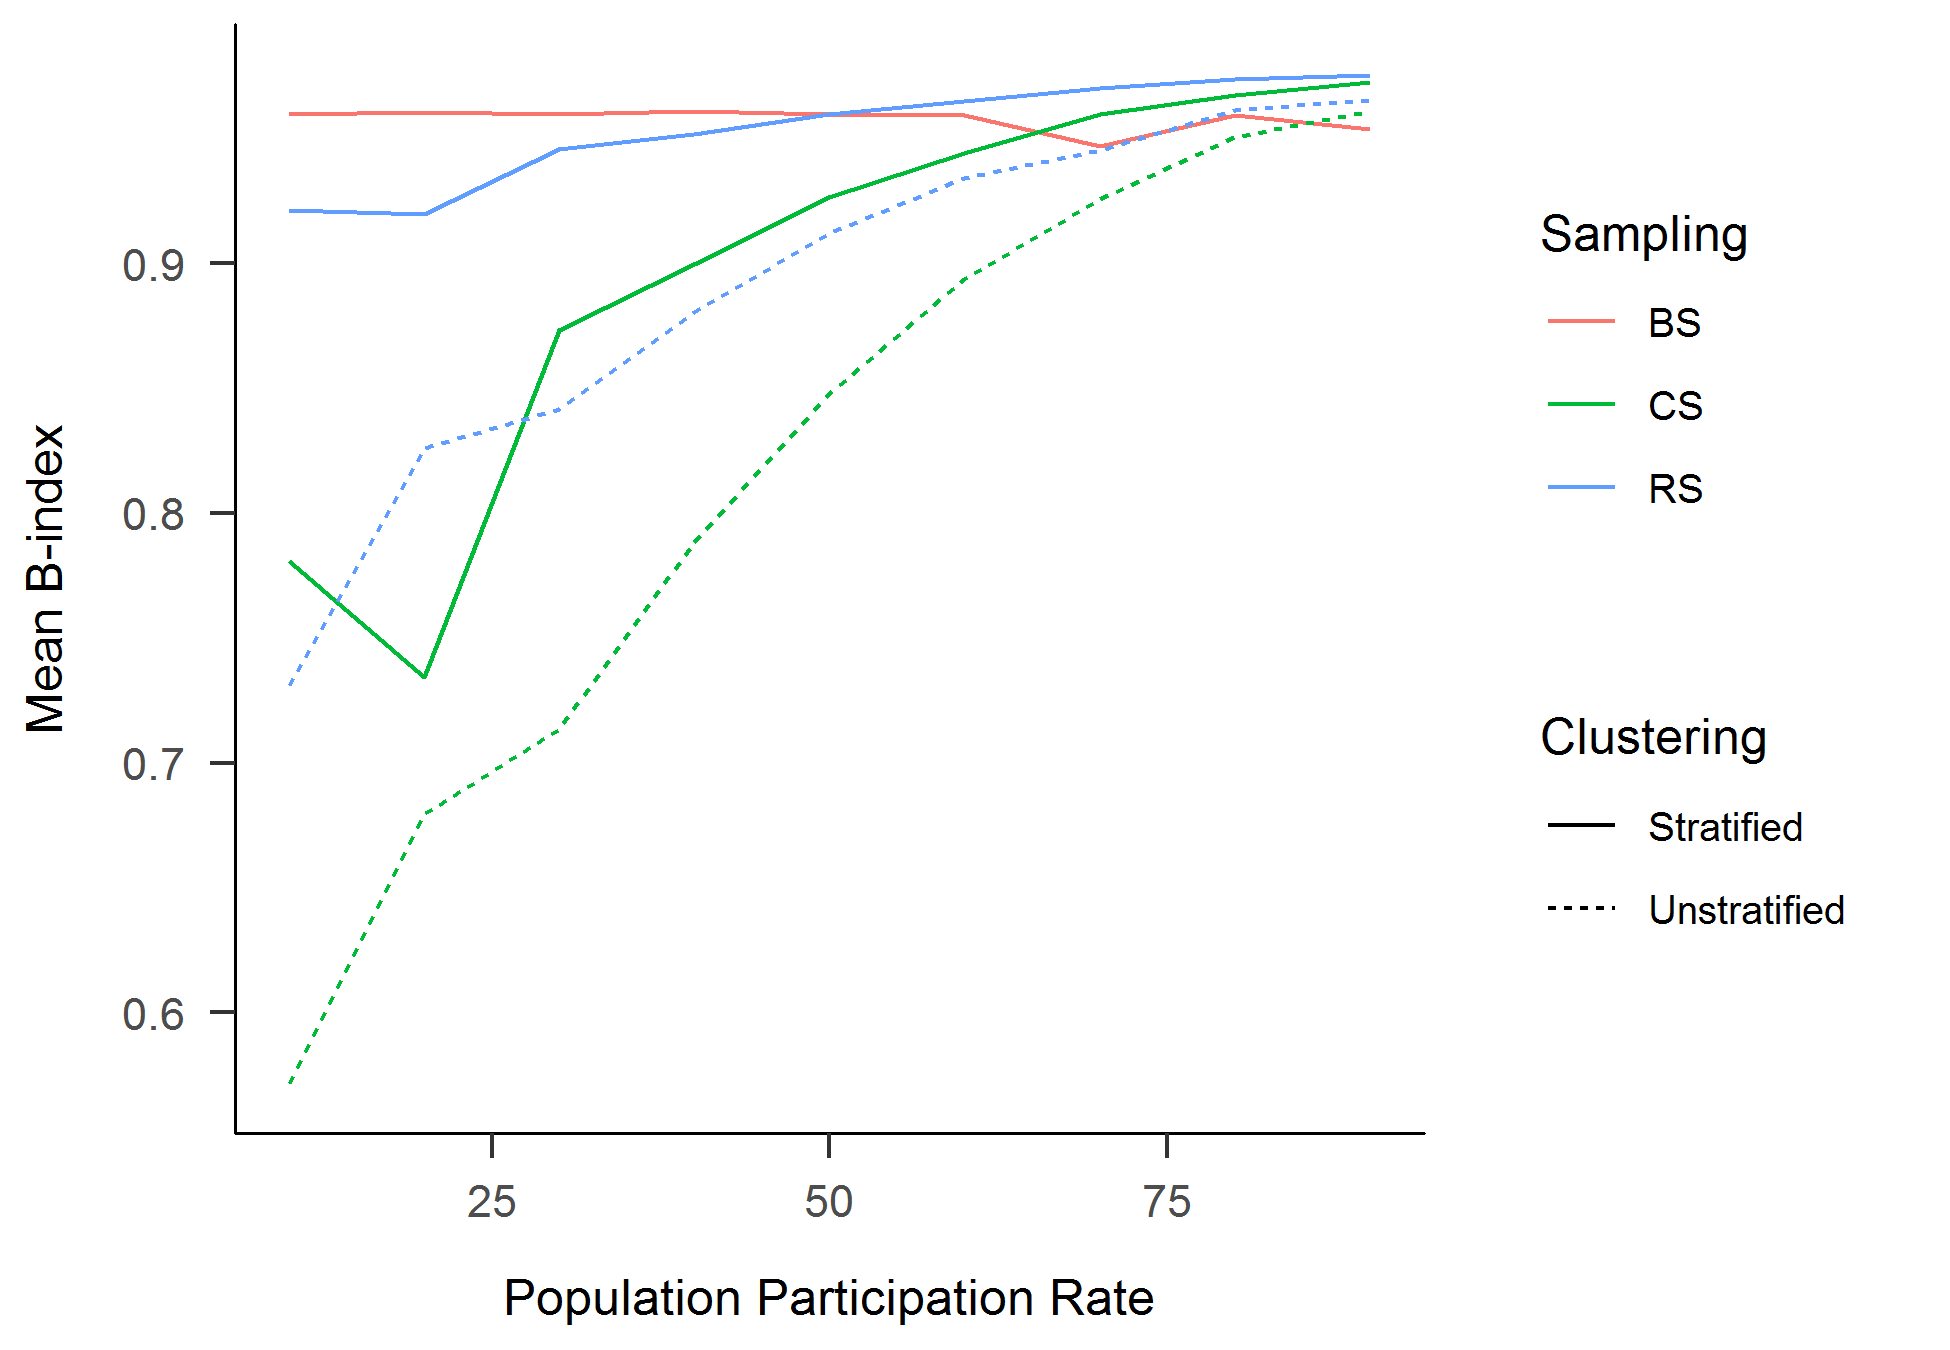 Mean B-index
0.9
0.8
0.7
0.6
25
50
75
Population Participation Rate
Sampling
BS
CS
RS
Clustering
Stratified
Unstratified